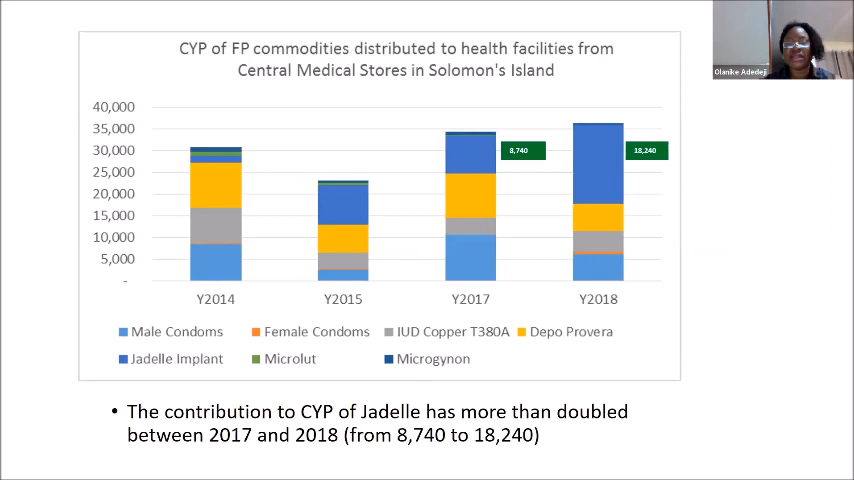 CYP of FP commodities distributed to health facilities from
Central Medical Stores in Solomon's Island
40,000
35,000
30,000
25,000
20,000
15,000
10,000
5,000
-
8,740
18,240
Y2014 Y2015 Y2017 Y2018
Male Condoms Female Condoms IUD Copper T380A Depo Provera
Jadelle Implant Microlut Microgynon
• The contribution to CYP of Jadelle has more than doubled
between 2017 and 2018 (from 8,740 to 18,240)
Olanike Adedeji